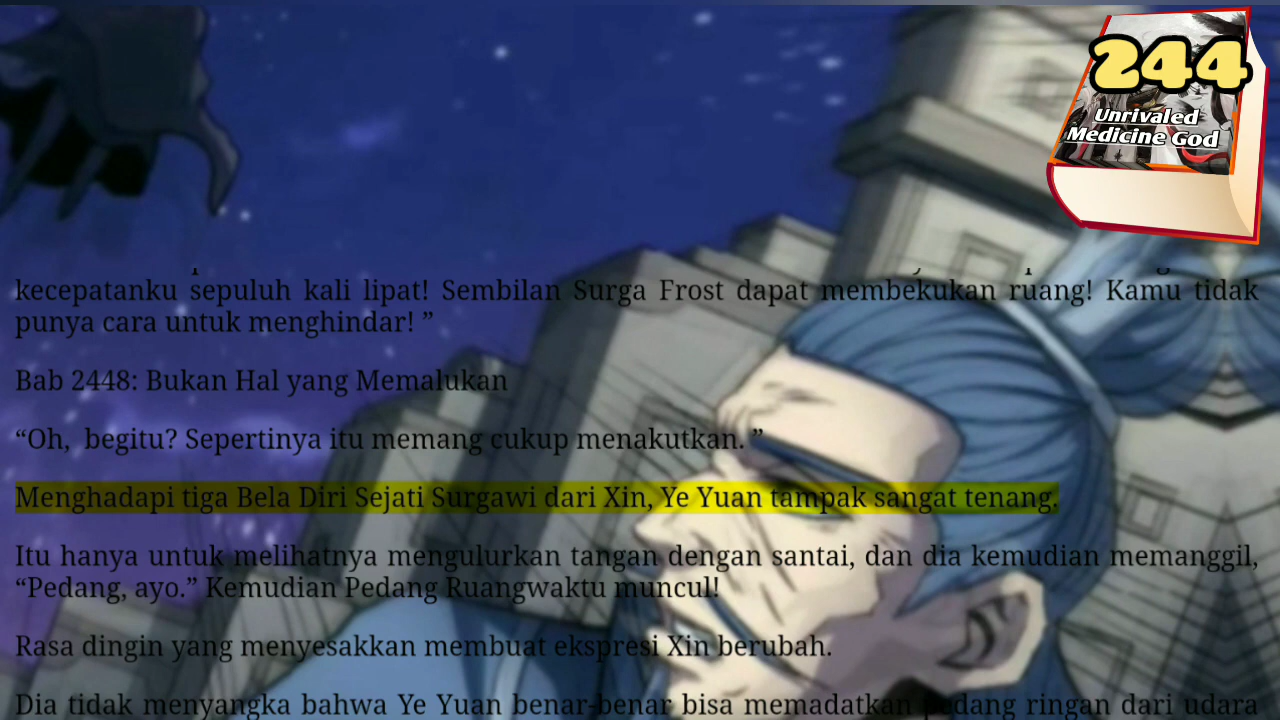 244
Unrivaled
Medicine God
kecepatanku sepuluh kali lipat! Sembilan Surga Frost dapat membekukan ruang! Kamu tidak
punya cara untuk menghindar! ”
Bab 2448: Bukan Hal yang Memalukan
“Oh,  begitu? Sepertinya itu memang cukup menakutkan. ”
Menghadapi tiga Bela Diri Sejati Surgawi dari Xin, Ye Yuan tampak sangat tenang.
Itu hanya untuk melihatnya mengulurkan tangan dengan santai, dan dia kemudian memanggil,
“Pedang, ayo.” Kemudian Pedang Ruangwaktu muncul!
Rasa dingin yang menyesakkan membuat ekspresi Xin berubah.
Dia tidak menyangka bahwa Ye Yuan benar-benar bisa memadatkan pedang ringan dari udara